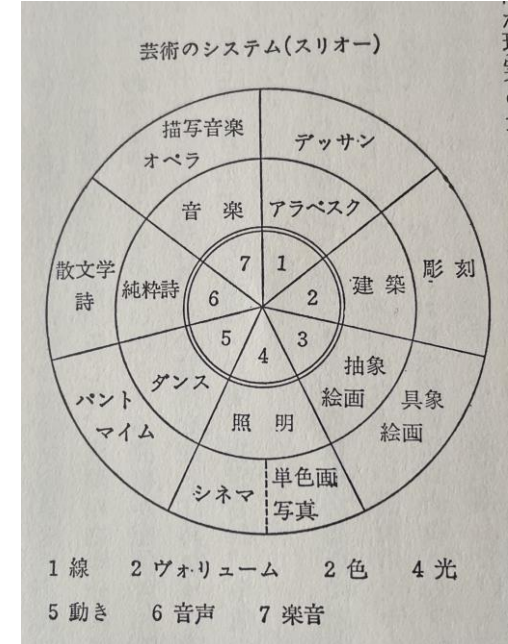 芸術のシステム(スリオー)
描写音楽
オペラ
デッサン
音 楽
アラベスク
散文学
詩
純粋詩
建 築
彫 刻
7
1
6
2
5
3
4
ダンス
照 明
抽象
絵画
パント
マイム
具象
絵画
シネマ
単色画
写真
1 線 2 ヴォリューム 2 色 4 光
5 動き 6 音声 7 楽音